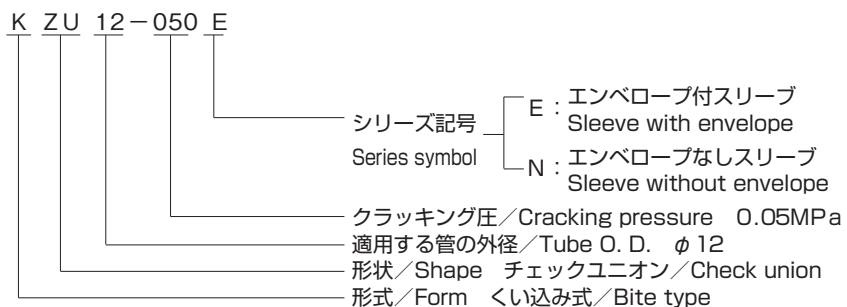 K ZU 12－050 E
E：エンベロープ付スリーブ
Sleeve with envelope
シリーズ記号
Series symbol
N：エンベロープなしスリーブ
Sleeve without envelope
クラッキング圧／Cracking pressure　0.05MPa
適用する管の外径／Tube O. D.　φ12
形状／Shape　チェックユニオン／Check union
形式／Form　くい込み式／Bite type